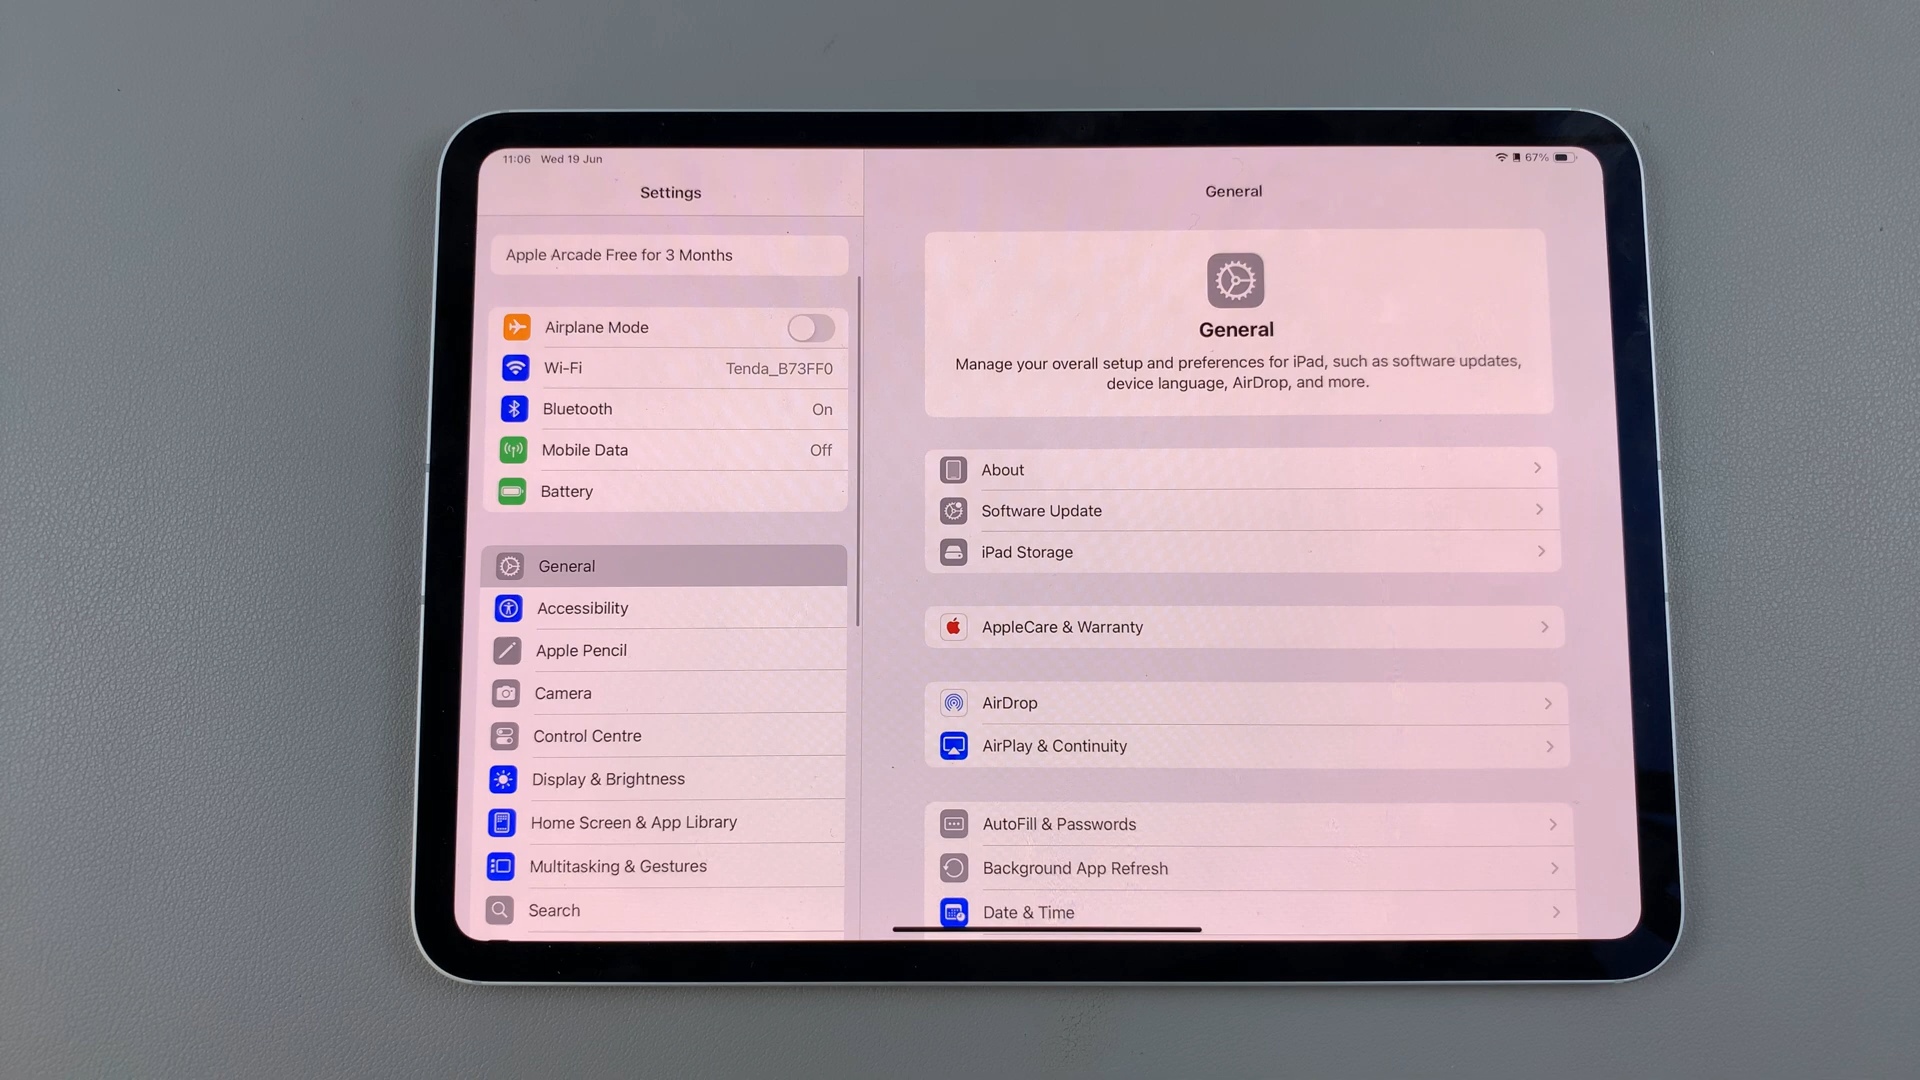 11:06 Wed 19 Jun
67%
Settings
Apple Arcade Free for 3 Months
Airplane Mode
Wi-Fi Tenda_B73FF0
Bluetooth On
Mobile Data Off
Battery
General
Accessibility
Apple Pencil
Camera
Control Centre
Display & Brightness
Home Screen & App Library
Multitasking & Gestures
Search
General
General
Manage your overall setup and preferences for iPad, such as software updates,
device language, AirDrop, and more.
About
Software Update
iPad Storage
AppleCare & Warranty
AirDrop
AirPlay & Continuity
AutoFill & Passwords
Background App Refresh
Date & Time